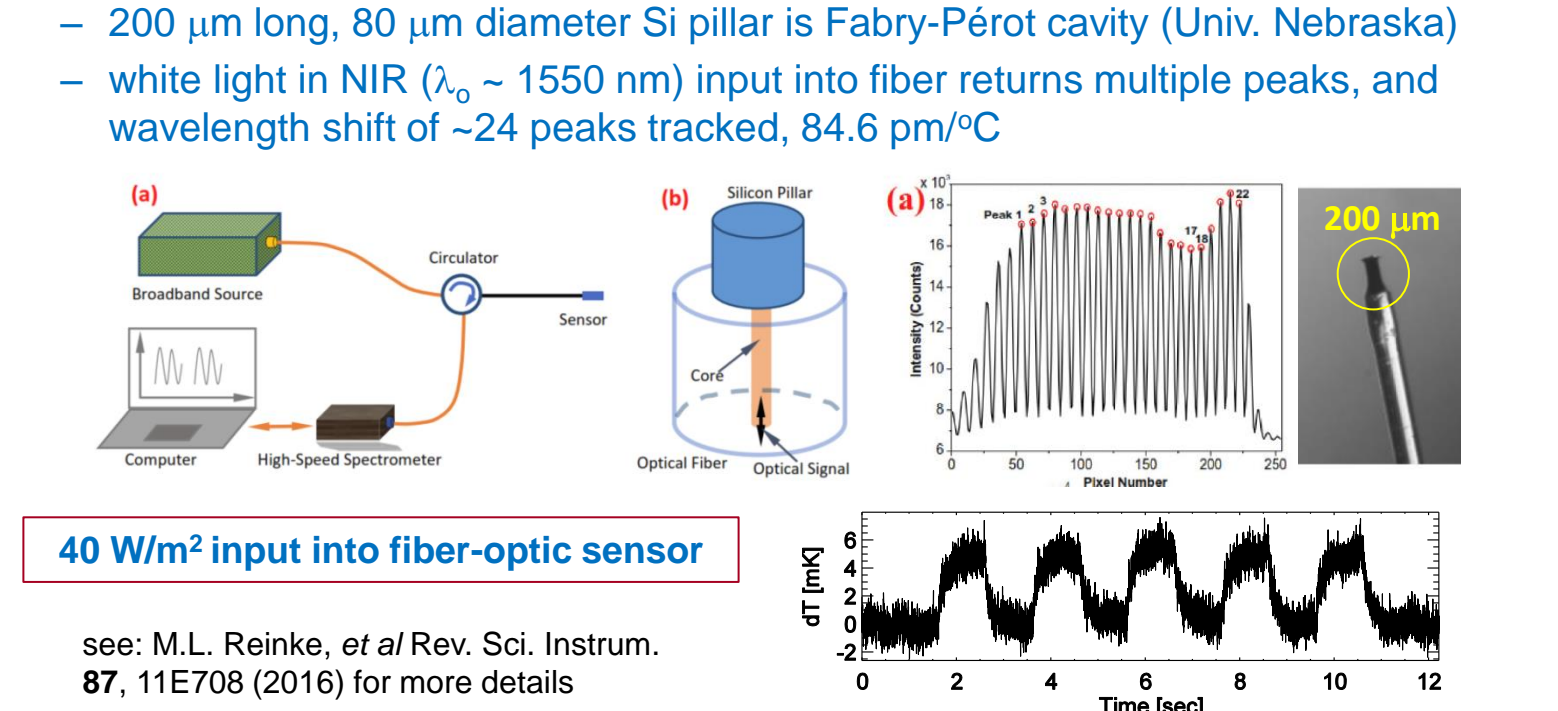 – 200 μm long, 80 μm diameter Si pillar is Fabry-Pérot cavity (Univ. Nebraska)
– white light in NIR (λo ~ 1550 nm) input into fiber returns multiple peaks, and
wavelength shift of ~24 peaks tracked, 84.6 pm/°C
(a)
Broadband Source
Circulator
Sensor
Computer
High-Speed Spectrometer
(b)
Silicon Pillar
Core
Optical Fiber
Optical Signal
(a)
x 10³
Peak 1 2 3
17
18
22
Intensity (Counts)
18
16
14
12
10
8
6
0 50 100 150 200 250
Pixel Number
200 μm
40 W/m² input into fiber-optic sensor
see: M.L. Reinke, et al Rev. Sci. Instrum.
87, 11E708 (2016) for more details
dT [mK]
6
4
2
0
-2
0 2 4 6 8 10 12
Time [sec]